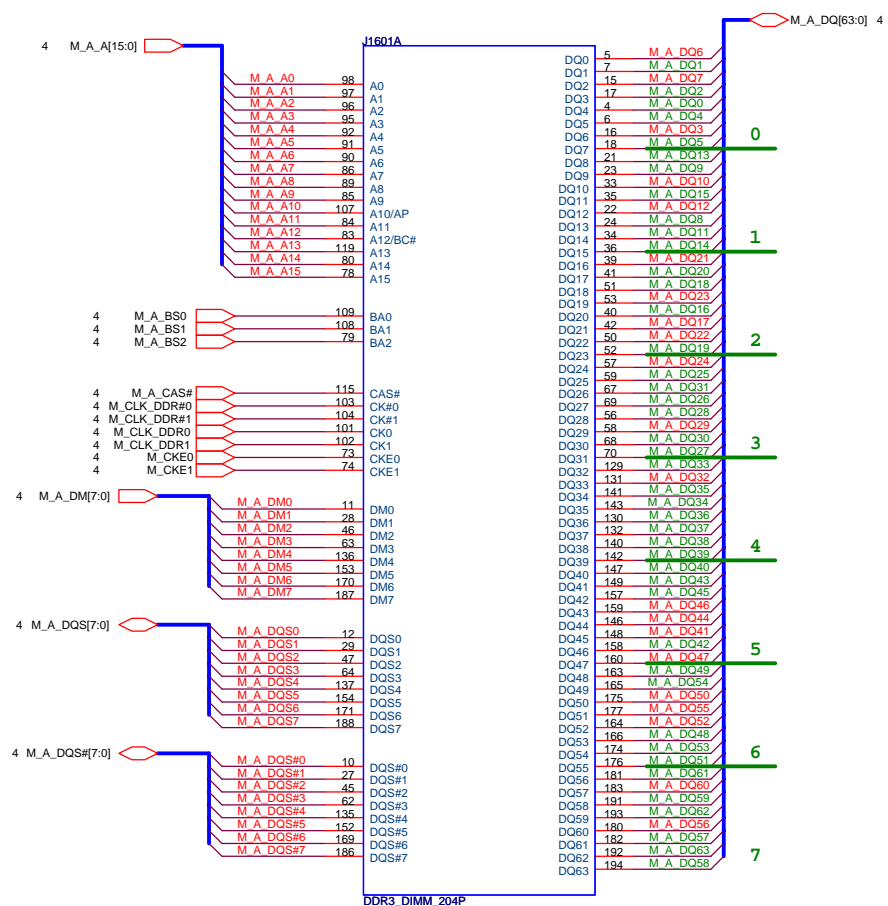 J1601A
4 M_A_A[15:0]
M_A_A0 98 A0
M_A_A1 97 A1
M_A_A2 96 A2
M_A_A3 95 A3
M_A_A4 92 A4
M_A_A5 91 A5
M_A_A6 90 A6
M_A_A7 86 A7
M_A_A8 89 A8
M_A_A9 85 A9
M_A_A10 107 A10/AP
M_A_A11 84 A11
M_A_A12 83 A12/BC#
M_A_A13 119 A13
M_A_A14 80 A14
M_A_A15 78 A15
4 M_A_BS0 109 BA0
4 M_A_BS1 108 BA1
4 M_A_BS2 79 BA2
4 M_A_CAS# 115 CAS#
4 M_CLK_DDR#0 103 CK#0
4 M_CLK_DDR#1 104 CK#1
4 M_CLK_DDR0 101 CK0
4 M_CLK_DDR1 102 CK1
4 M_CKE0 73 CKE0
4 M_CKE1 74 CKE1
4 M_A_DM[7:0]
M_A_DM0 11 DM0
M_A_DM1 28 DM1
M_A_DM2 46 DM2
M_A_DM3 63 DM3
M_A_DM4 136 DM4
M_A_DM5 153 DM5
M_A_DM6 170 DM6
M_A_DM7 187 DM7
4 M_A_DQS[7:0]
M_A_DQS0 12 DQS0
M_A_DQS1 29 DQS1
M_A_DQS2 47 DQS2
M_A_DQS3 64 DQS3
M_A_DQS4 137 DQS4
M_A_DQS5 154 DQS5
M_A_DQS6 171 DQS6
M_A_DQS7 188 DQS7
4 M_A_DQS#[7:0]
M_A_DQS#0 10 DQS#0
M_A_DQS#1 27 DQS#1
M_A_DQS#2 45 DQS#2
M_A_DQS#3 62 DQS#3
M_A_DQS#4 135 DQS#4
M_A_DQS#5 152 DQS#5
M_A_DQS#6 169 DQS#6
M_A_DQS#7 186 DQS#7
M_A_DQ[63:0] 4
DQ0 5 M_A_DQ6
DQ1 7 M_A_DQ1
DQ2 15 M_A_DQ7
DQ3 17 M_A_DQ2
DQ4 4 M_A_DQ0
DQ5 6 M_A_DQ4
DQ6 16 M_A_DQ3
0
DQ7 18 M_A_DQ5
DQ8 21 M_A_DQ13
DQ9 23 M_A_DQ9
DQ10 33 M_A_DQ10
DQ11 35 M_A_DQ15
DQ12 22 M_A_DQ12
DQ13 24 M_A_DQ8
DQ14 34 M_A_DQ11
1
DQ15 36 M_A_DQ14
DQ16 39 M_A_DQ21
DQ17 41 M_A_DQ20
DQ18 51 M_A_DQ18
DQ19 53 M_A_DQ23
DQ20 40 M_A_DQ16
DQ21 42 M_A_DQ17
DQ22 50 M_A_DQ22
2
DQ23 52 M_A_DQ19
DQ24 57 M_A_DQ24
DQ25 59 M_A_DQ25
DQ26 67 M_A_DQ31
DQ27 69 M_A_DQ26
DQ28 56 M_A_DQ28
DQ29 58 M_A_DQ29
DQ30 68 M_A_DQ30
3
DQ31 70 M_A_DQ27
DQ32 129 M_A_DQ33
DQ33 131 M_A_DQ32
DQ34 141 M_A_DQ35
DQ35 143 M_A_DQ34
DQ36 130 M_A_DQ36
DQ37 132 M_A_DQ37
DQ38 140 M_A_DQ38
4
DQ39 142 M_A_DQ39
DQ40 147 M_A_DQ40
DQ41 149 M_A_DQ43
DQ42 157 M_A_DQ45
DQ43 159 M_A_DQ46
DQ44 146 M_A_DQ44
DQ45 148 M_A_DQ41
DQ46 158 M_A_DQ42
5
DQ47 160 M_A_DQ47
DQ48 163 M_A_DQ49
DQ49 165 M_A_DQ54
DQ50 175 M_A_DQ50
DQ51 177 M_A_DQ55
DQ52 164 M_A_DQ52
DQ53 166 M_A_DQ48
DQ54 174 M_A_DQ53
6
DQ55 176 M_A_DQ51
DQ56 181 M_A_DQ61
DQ57 183 M_A_DQ60
DQ58 191 M_A_DQ59
DQ59 193 M_A_DQ62
DQ60 180 M_A_DQ56
DQ61 182 M_A_DQ57
DQ62 192 M_A_DQ63
7
DQ63 194 M_A_DQ58
DDR3_DIMM_204P